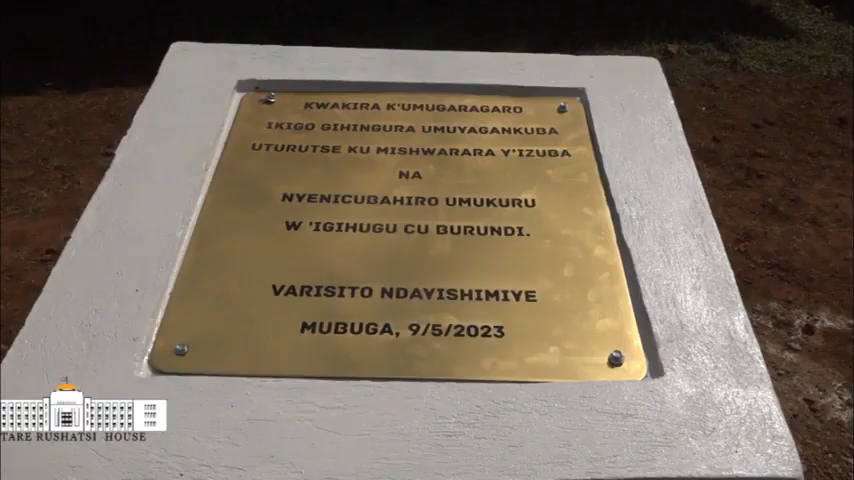 KWAKIRA K'UMUGARAGARO
IKIGO GIHINGURA UMUYAGANKUBA
UTURUTSE KU MISHWARARA Y'IZUBA
NA
NYENICUBAHIRO UMUKURU
W 'IGIHUGU CU BURUNDI.
VARISITO NDAYISHIMIYE
MUBUGA, 9/5/2023
TARE RUSHATSI HOUSE